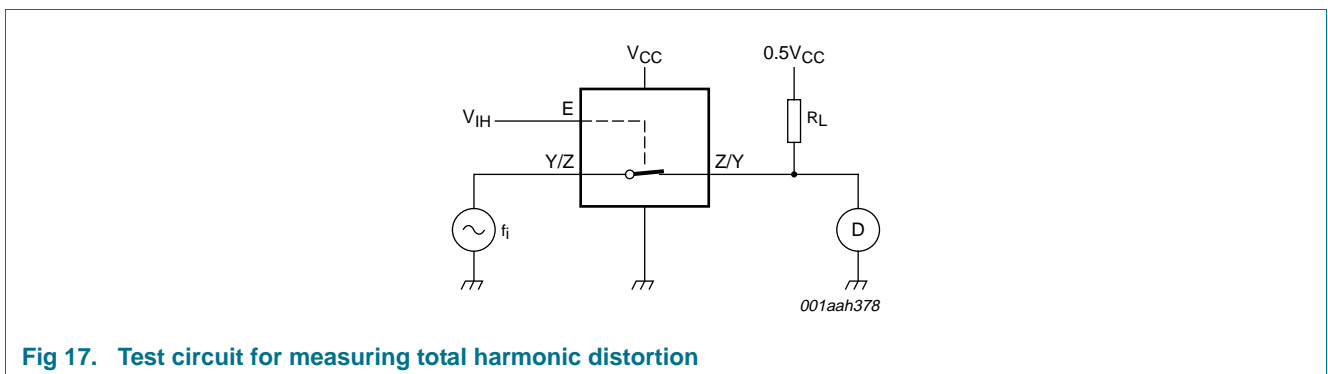 VCC
0.5VCC
E
VIH
RL
Y/Z
Z/Y
fi
D
001aah378
Fig 17. Test circuit for measuring total harmonic distortion